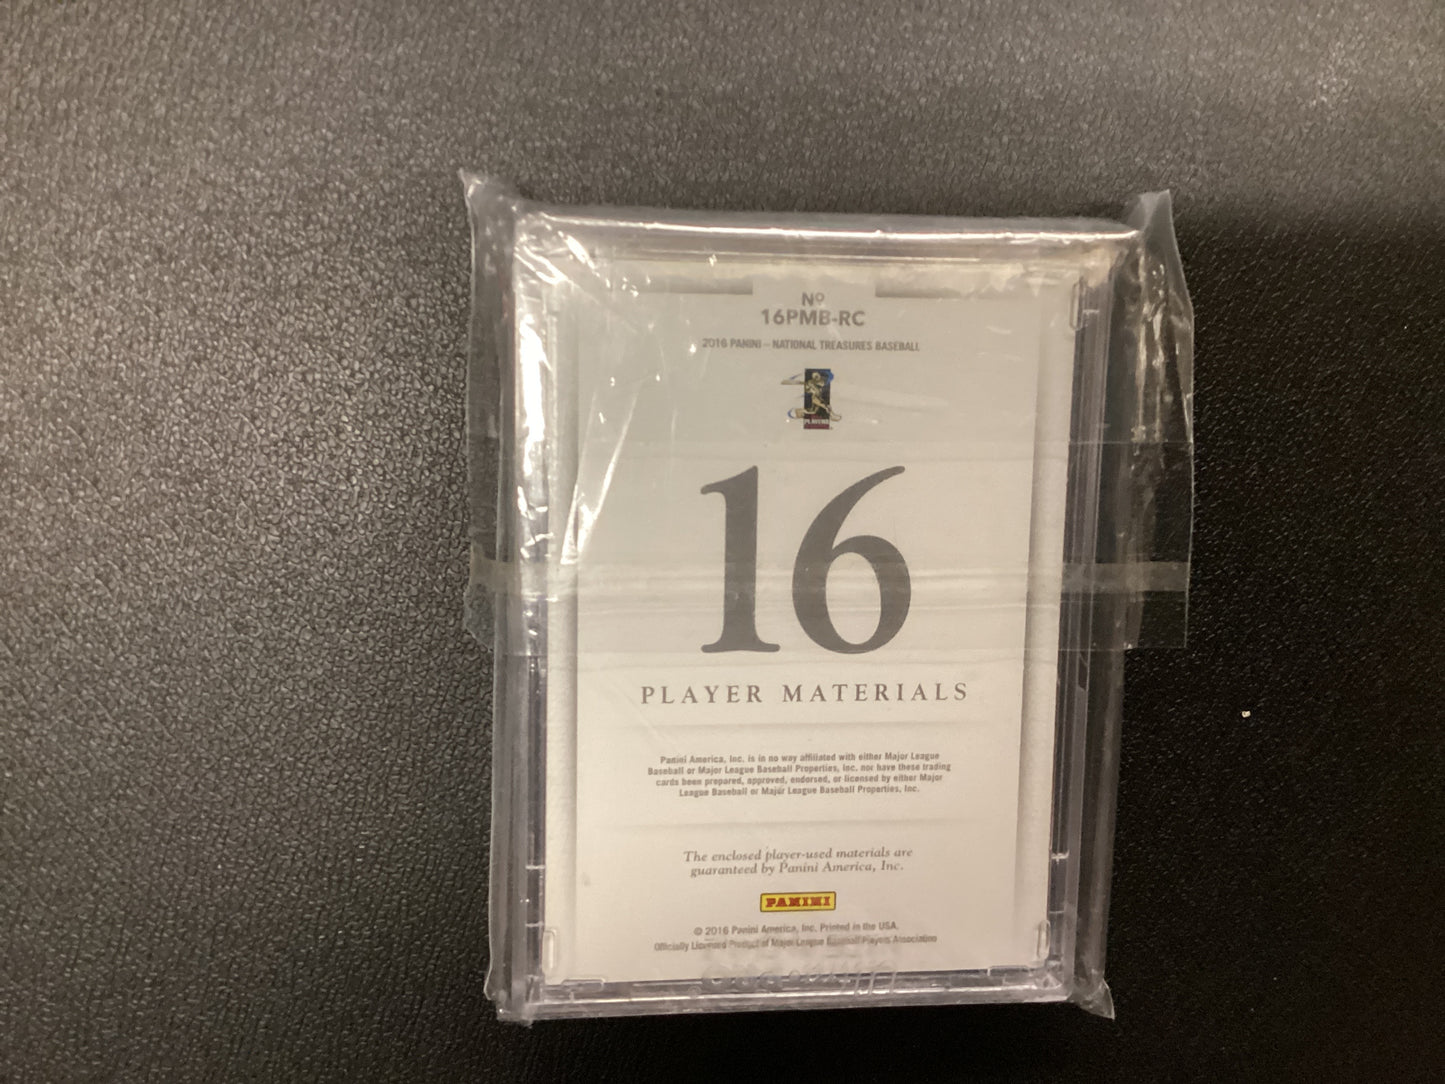 Nº
16PMB-RC
2016 PANINI – NATIONAL TREASURES BASEBALL
PLAYERS
16
PLAYER MATERIALS
Panini America, Inc. is in no way affiliated with either Major League
Baseball or Major League Baseball Properties, Inc. nor have these trading
cards been prepared, approved, endorsed, or licensed by either Major
League Baseball or Major League Baseball Properties, Inc.
The enclosed player-used materials are
guaranteed by Panini America, Inc.
PANINI
© 2016 Panini America, Inc. Printed in the USA.
Officially Licensed Product of Major League Baseball Players Association